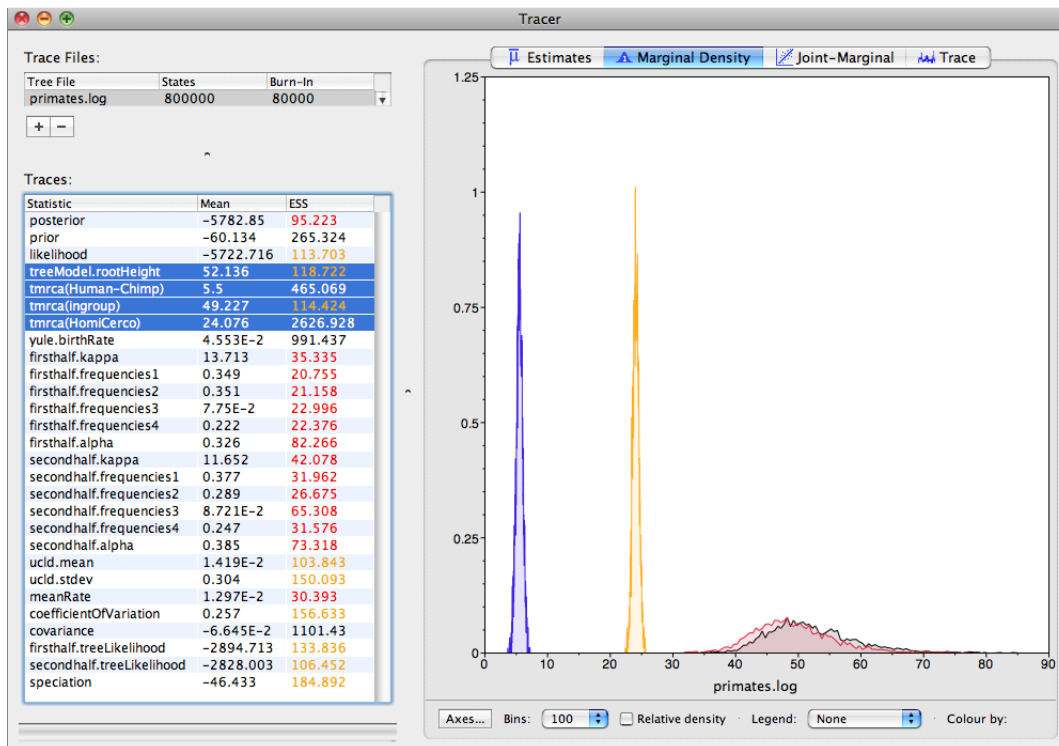 Tracer
Trace Files:
Tree File States Burn-In
primates.log 800000 80000
+ −
Traces:
Statistic Mean ESS
posterior -5782.85 95.223
prior -60.134 265.324
likelihood -5722.716 113.703
treeModel.rootHeight 52.136 118.722
tmrca(Human-Chimp) 5.5 465.069
tmrca(ingroup) 49.227 114.424
tmrca(HomiCerco) 24.076 2626.928
yule.birthRate 4.553E-2 991.437
firsthalf.kappa 13.713 35.335
firsthalf.frequencies1 0.349 20.755
firsthalf.frequencies2 0.351 21.158
firsthalf.frequencies3 7.75E-2 22.996
firsthalf.frequencies4 0.222 22.376
firsthalf.alpha 0.326 82.266
secondhalf.kappa 11.652 42.078
secondhalf.frequencies1 0.377 31.962
secondhalf.frequencies2 0.289 26.675
secondhalf.frequencies3 8.721E-2 65.308
secondhalf.frequencies4 0.247 31.576
secondhalf.alpha 0.385 73.318
ucld.mean 1.419E-2 103.843
ucld.stdev 0.304 150.093
meanRate 1.297E-2 30.393
coefficientOfVariation 0.257 156.633
covariance -6.645E-2 1101.43
firsthalf.treeLikelihood -2894.713 133.836
secondhalf.treeLikelihood -2828.003 106.452
speciation -46.433 184.892
μ Estimates Marginal Density Joint-Marginal Trace
1.25
1
0.75
0.5
0.25
0
0 10 20 30 40 50 60 70 80 90
primates.log
Axes... Bins: 100 Relative density Legend: None Colour by: